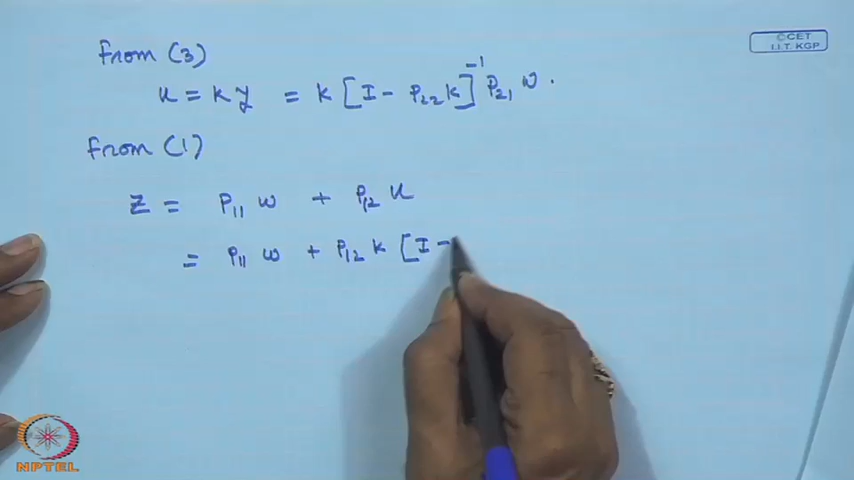 © CET
I.I.T. KGP
From (3)
u = k y = k [I - P₂₂ k]⁻¹ P₂₁ w .
From (1)
z = P₁₁ w + P₁₂ u
= P₁₁ w + P₁₂ k [I -
NPTEL